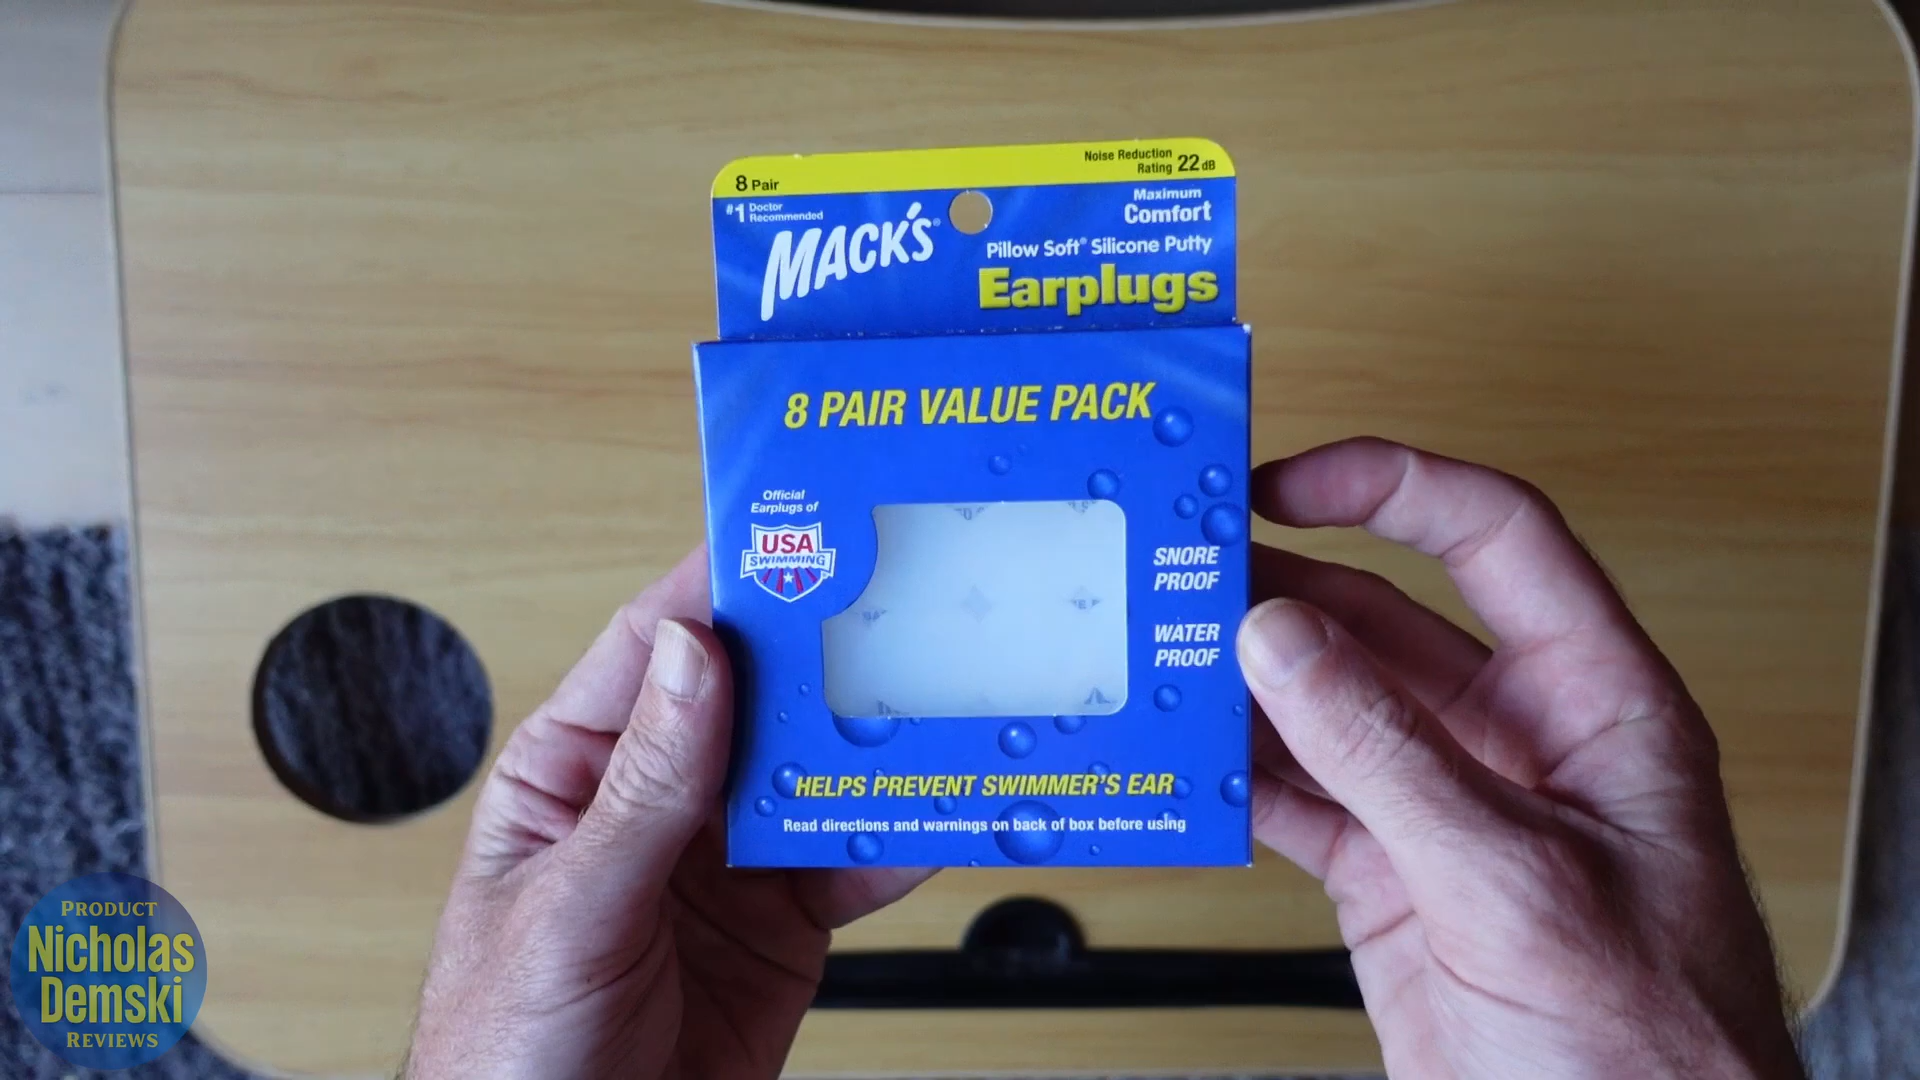 8 Pair
Noise Reduction
Rating 22 dB
#1 Doctor
Recommended
MACK'S®
Maximum
Comfort
Pillow Soft® Silicone Putty
Earplugs
8 PAIR VALUE PACK
Official
Earplugs of
USA
SWIMMING
SNORE
PROOF
WATER
PROOF
HELPS PREVENT SWIMMER'S EAR
Read directions and warnings on back of box before using
PRODUCT
Nicholas
Demski
REVIEWS